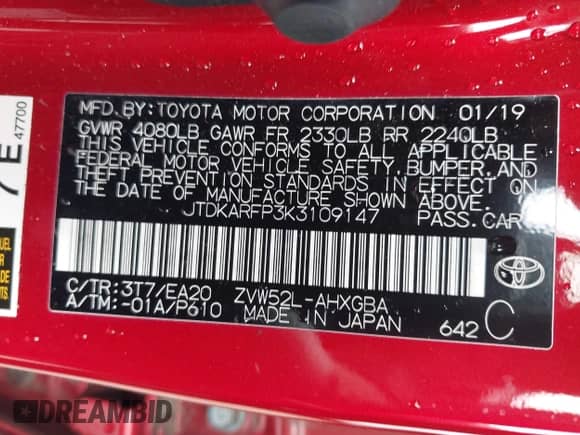 MFD.BY:TOYOTA MOTOR CORPORATION 01/19
GVWR 4080LB GAWR FR 2330LB RR 2240LB
THIS VEHICLE CONFORMS TO ALL APPLICABLE
FEDERAL MOTOR VEHICLE SAFETY,BUMPER,AND
THEFT PREVENTION STANDARDS IN EFFECT ON
THE DATE OF MANUFACTURE SHOWN ABOVE.
JTDKARFP3K3109147 PASS.CAR
C/TR:3T7/EA20 ZVW52L-AHXGBA
A/TM:-01A/P610 MADE IN JAPAN
642 C
7E
47700
DREAMBID